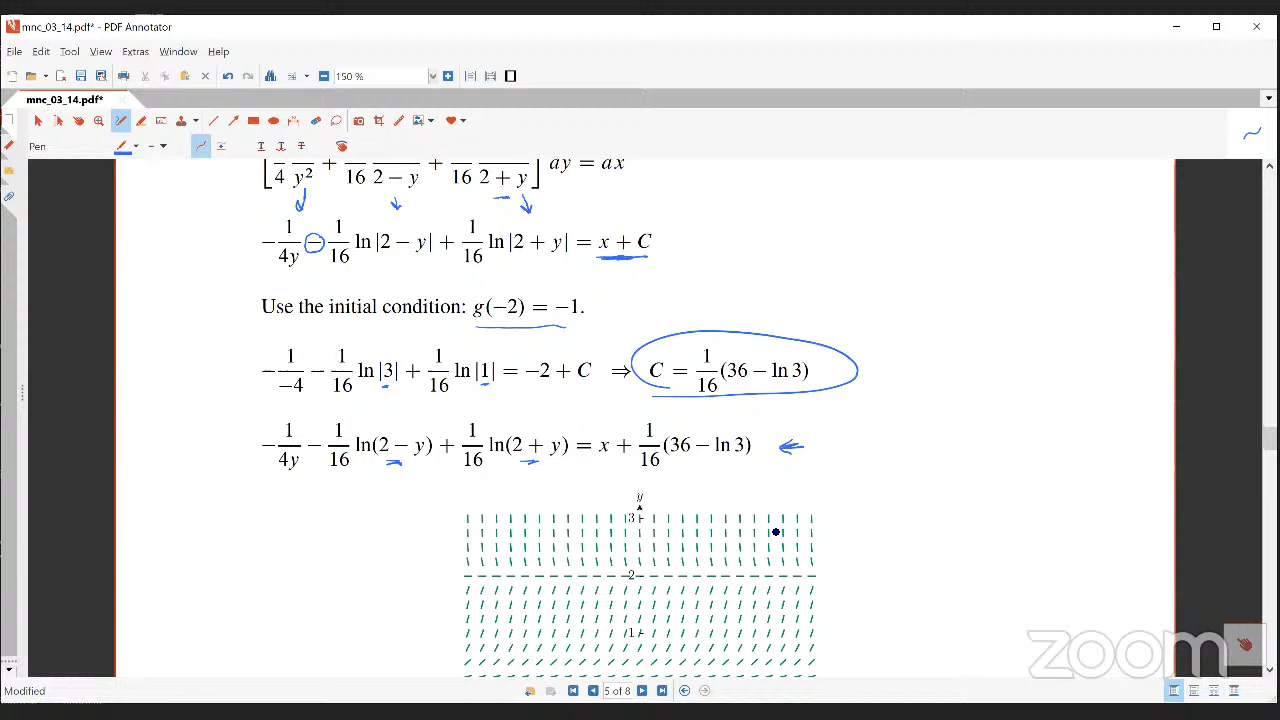 mnc_03_14.pdf* - PDF Annotator
File Edit Tool View Extras Window Help
150 %
mnc_03_14.pdf*
Pen
[1/4 1/y² + 1/16 1/(2 − y) + 1/16 1/(2 + y)] dy = dx
−1/(4y) − 1/16 ln|2 − y| + 1/16 ln|2 + y| = x + C
Use the initial condition: g(−2) = −1.
−1/(−4) − 1/16 ln|3| + 1/16 ln|1| = −2 + C ⇒ C = 1/16 (36 − ln 3)
−1/(4y) − 1/16 ln(2 − y) + 1/16 ln(2 + y) = x + 1/16 (36 − ln 3)
y
3
2
1
zoom
Modified
5 of 8